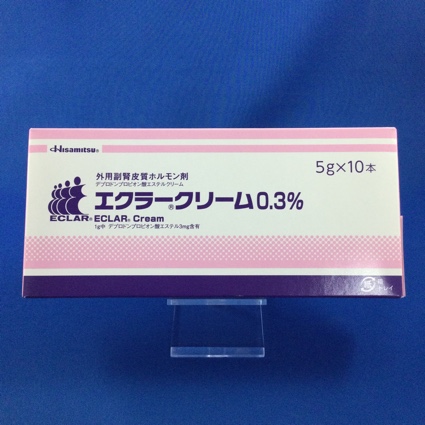 Hisamitsu®
外用副腎皮質ホルモン剤
デプロドンプロピオン酸エステルクリーム
5g×10本
エクラー®クリーム0.3%
ECLAR®
ECLAR® Cream
1g中 デプロドンプロピオン酸エステル3mg含有